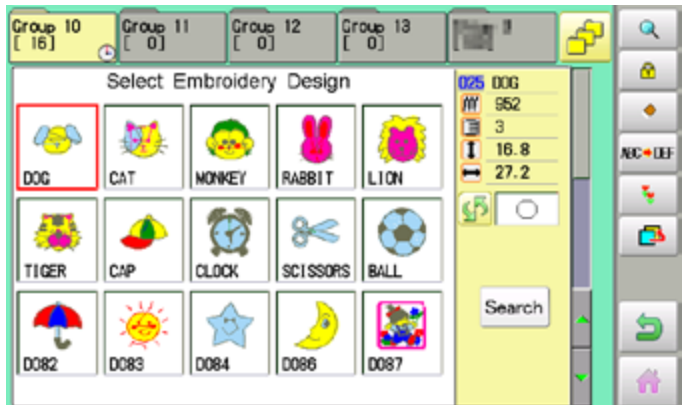 Group 10
[ 16]
Group 11
[ 0]
Group 12
[ 0]
Group 13
[ 0]
Select Embroidery Design
DOG
CAT
MONKEY
RABBIT
LION
TIGER
CAP
CLOCK
SCISSORS
BALL
D082
D083
D084
D086
D087
025 DOG
952
3
16.8
27.2
Search
ABC DEF